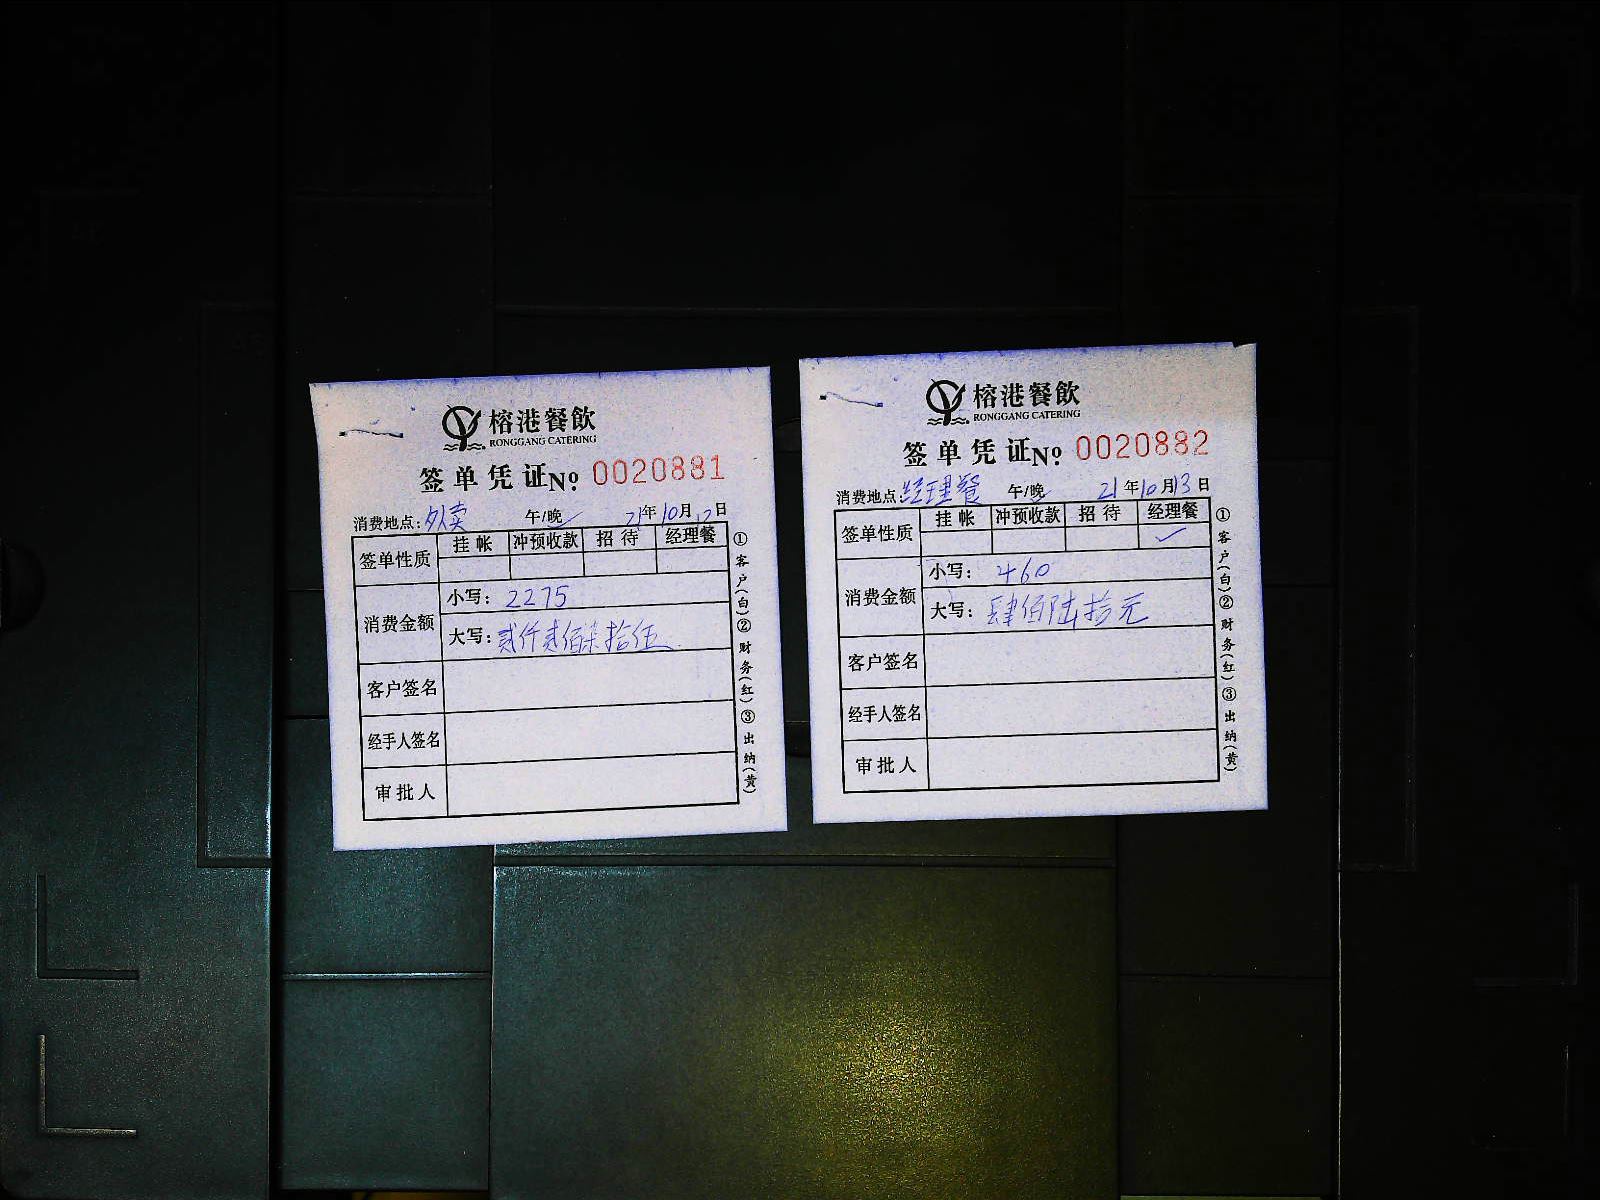 榕港餐飲
RONGGANG CATERING
签单凭证№ 0020881
消费地点:外卖 午/晚 21年10月12日
签单性质 挂帐 冲预收款 招待 经理餐
消费金额 小写: 2275
大写:贰仟贰佰柒拾伍
客户签名
经手人签名
审批人
①客户(白)②财务(红)③出纳(黄)
榕港餐飲
RONGGANG CATERING
签单凭证№ 0020882
消费地点:经理餐 午/晚 21年10月13日
签单性质 挂帐 冲预收款 招待 经理餐
✓
消费金额 小写: 460
大写:肆佰陆拾元
客户签名
经手人签名
审批人
①客户(白)②财务(红)③出纳(黄)